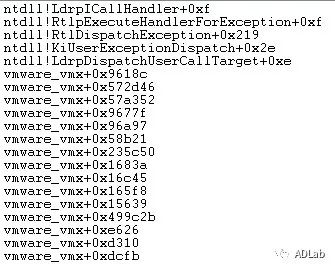 ntdll!LdrpICallHandler+0xf
ntdll!RtlpExecuteHandlerForException+0xf
ntdll!RtlDispatchException+0x219
ntdll!KiUserExceptionDispatch+0x2e
ntdll!LdrpDispatchUserCallTarget+0xe
vmware_vmx+0x9618c
vmware_vmx+0x572d46
vmware_vmx+0x57a352
vmware_vmx+0x9677f
vmware_vmx+0x96a97
vmware_vmx+0x58b21
vmware_vmx+0x235c50
vmware_vmx+0x1683a
vmware_vmx+0x16c45
vmware_vmx+0x165f8
vmware_vmx+0x15639
vmware_vmx+0x499c2b
vmware_vmx+0xe626
vmware_vmx+0xd310
vmware_vmx+0xdcfb
ADLab